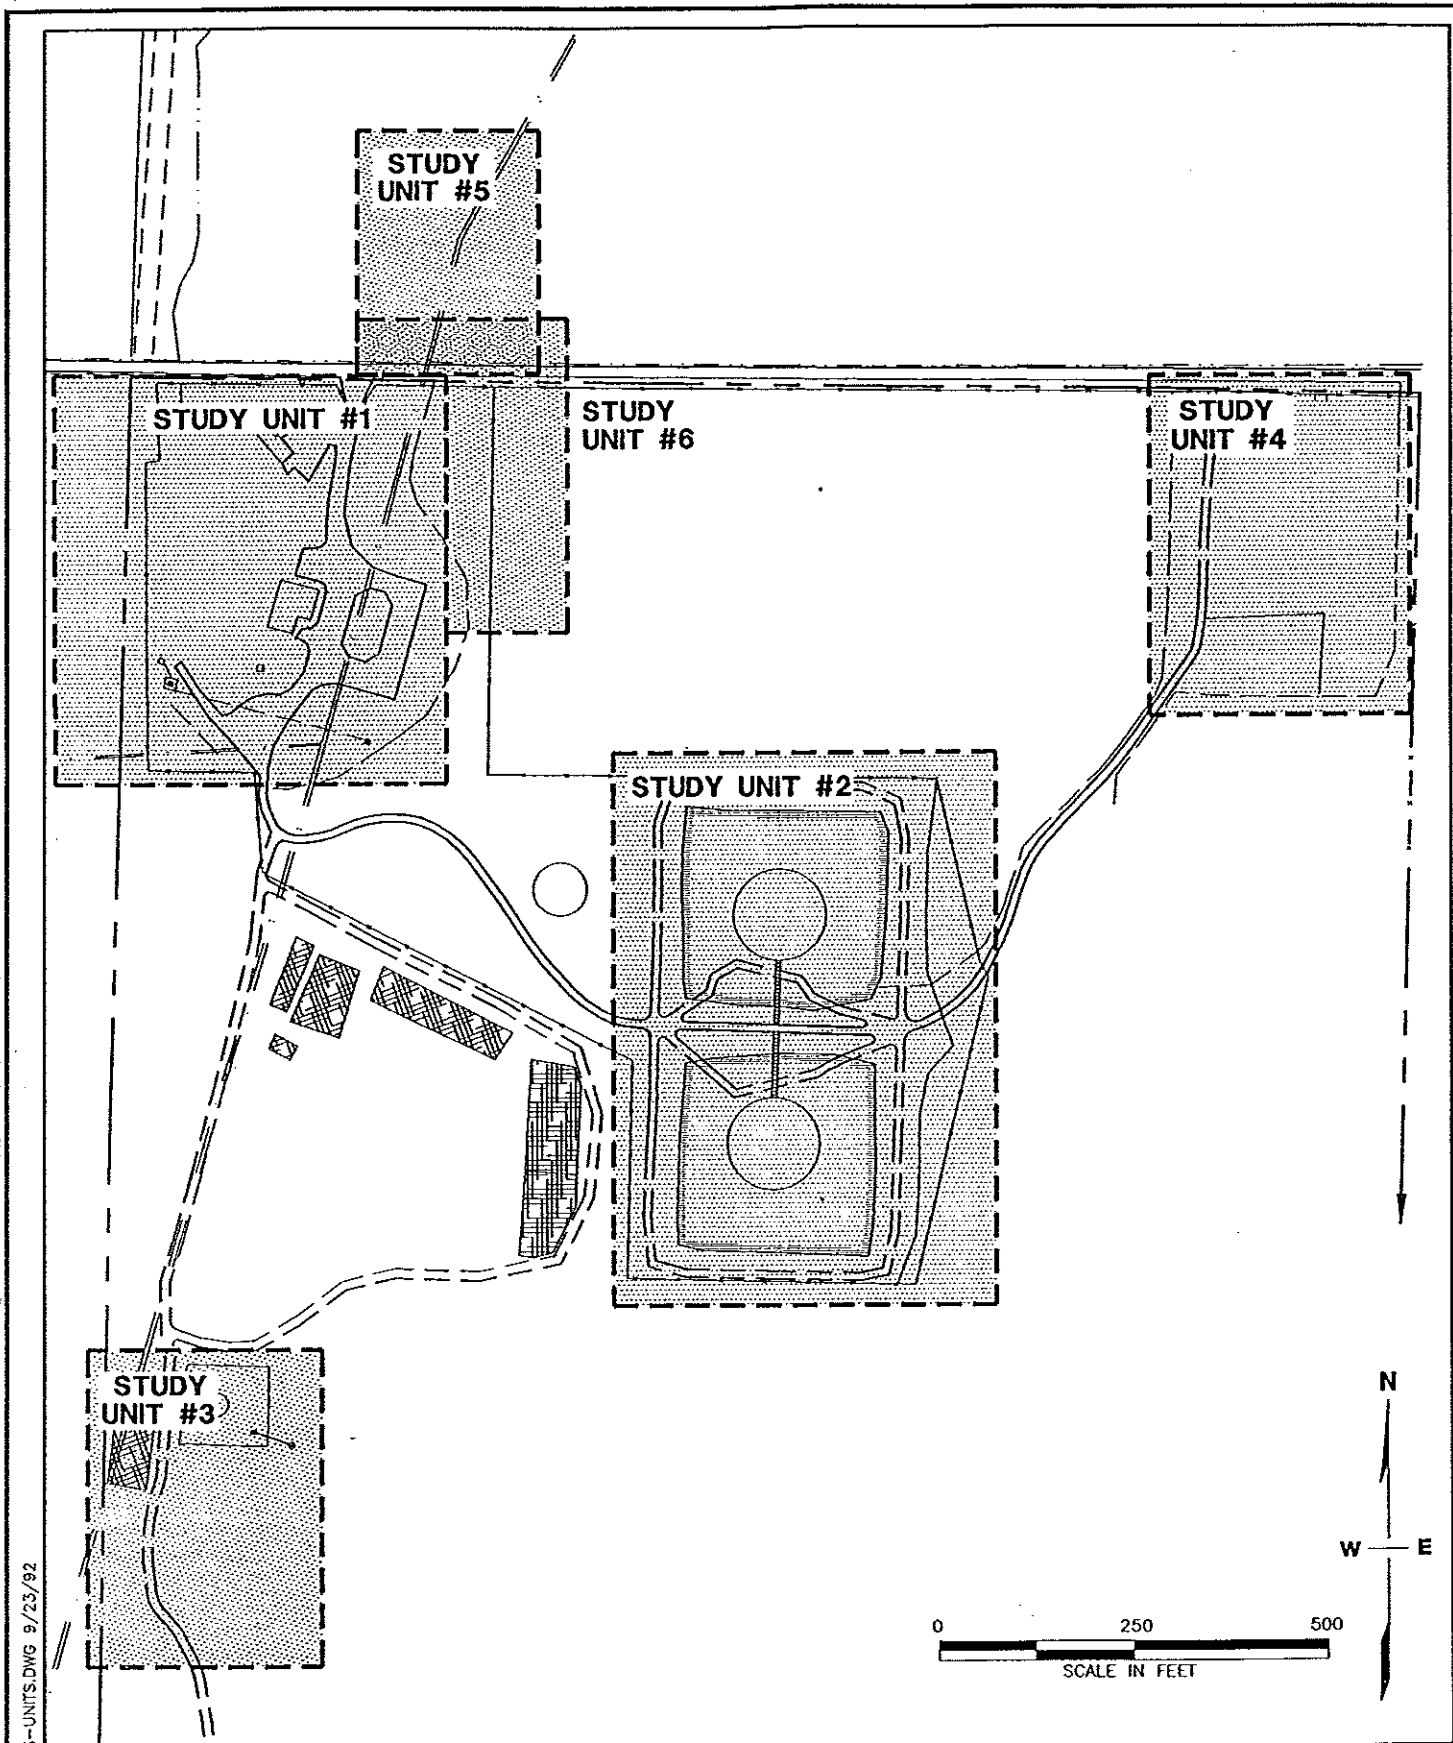 STUDY
UNIT #5
STUDY UNIT #1
STUDY
UNIT #6
STUDY
UNIT #4
STUDY UNIT #2
STUDY
UNIT #3
N
W
E
0
250
500
SCALE IN FEET
-UNITS.DWG 9/23/92